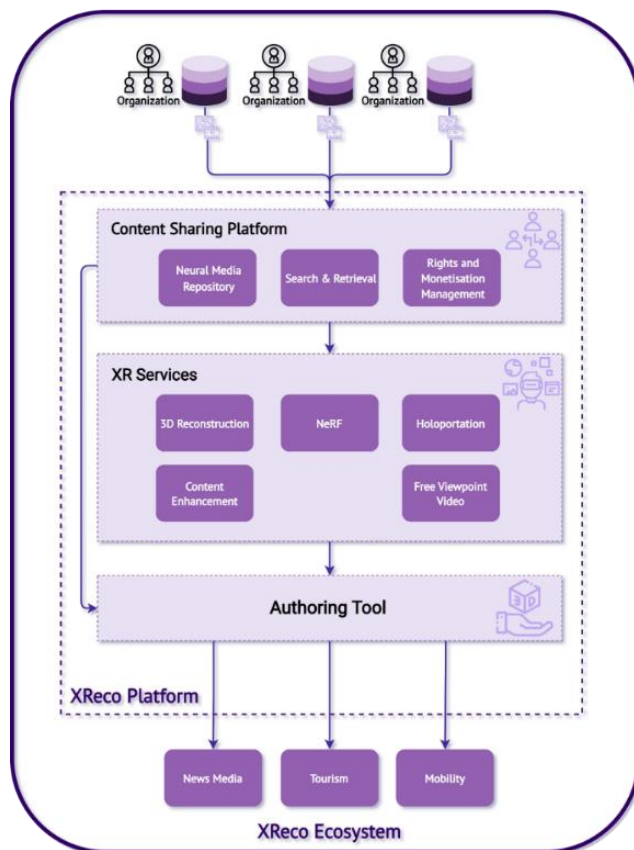 Organization
Organization
Organization
Content Sharing Platform
Neural Media
Repository
Search & Retrieval
Rights and
Monetisation
Management
XR Services
3D Reconstruction
NeRF
Holoportation
Content
Enhancement
Free Viewpoint
Video
Authoring Tool
3D
XReco Platform
News Media
Tourism
Mobility
XReco Ecosystem